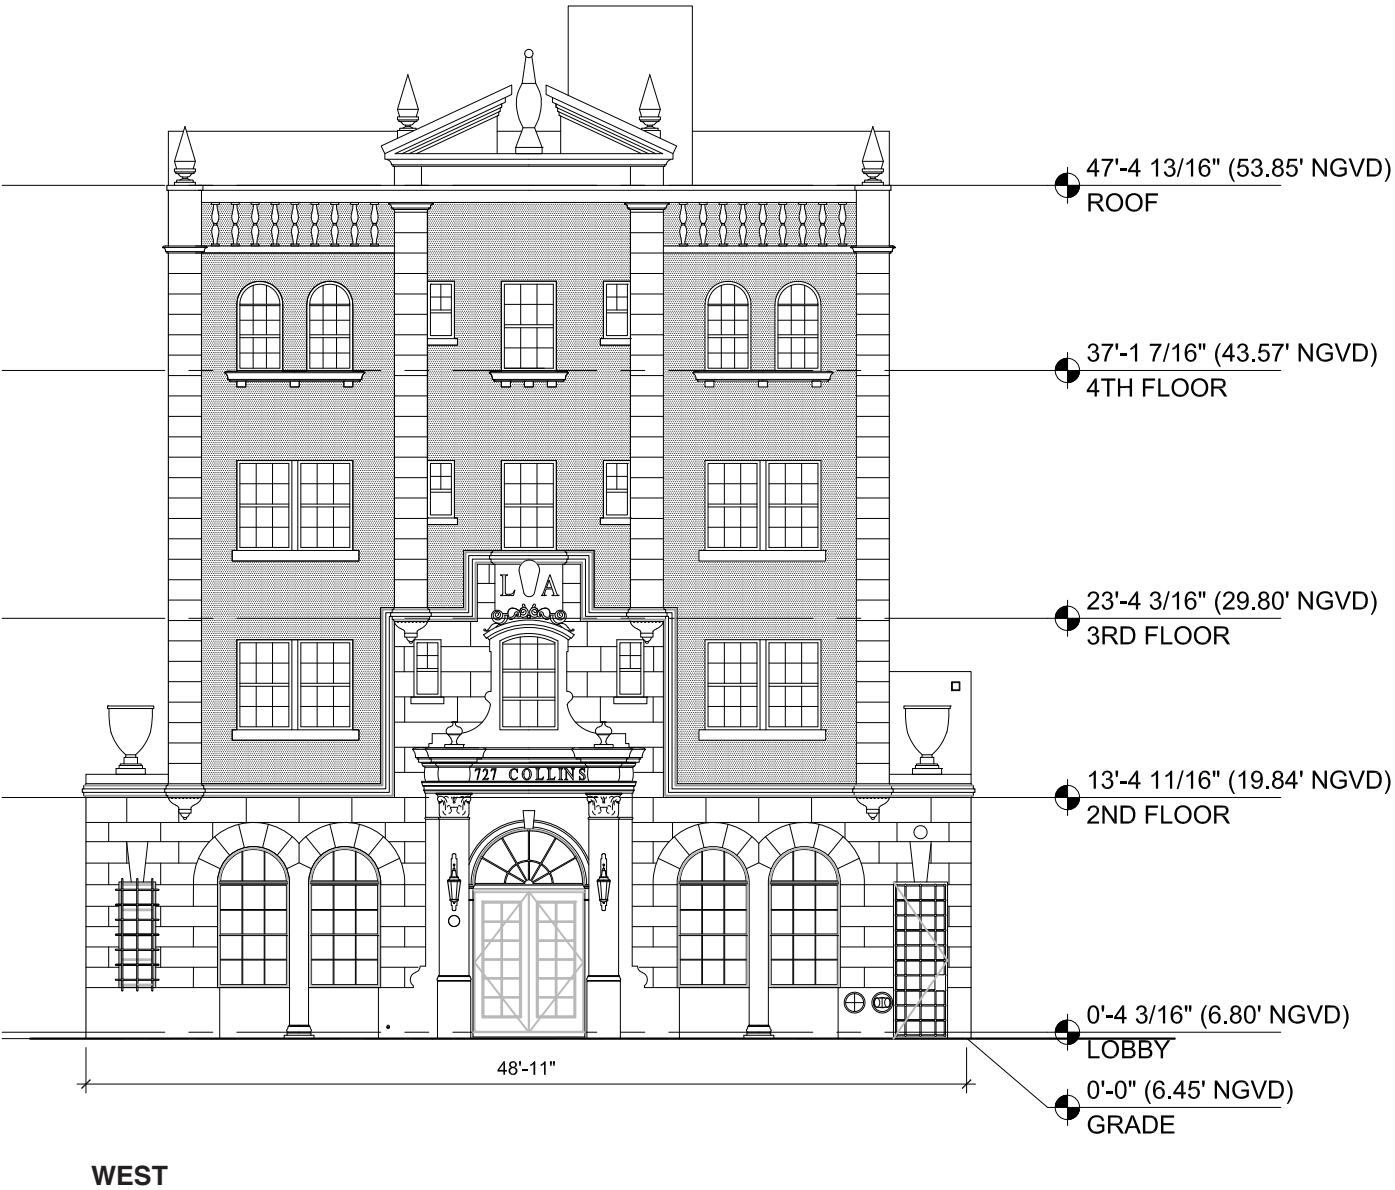 47'-4 13/16" (53.85' NGVD)
ROOF
37'-1 7/16" (43.57' NGVD)
4TH FLOOR
L A
23'-4 3/16" (29.80' NGVD)
3RD FLOOR
727 COLLINS
13'-4 11/16" (19.84' NGVD)
2ND FLOOR
0'-4 3/16" (6.80' NGVD)
LOBBY
48'-11"
0'-0" (6.45' NGVD)
GRADE
WEST